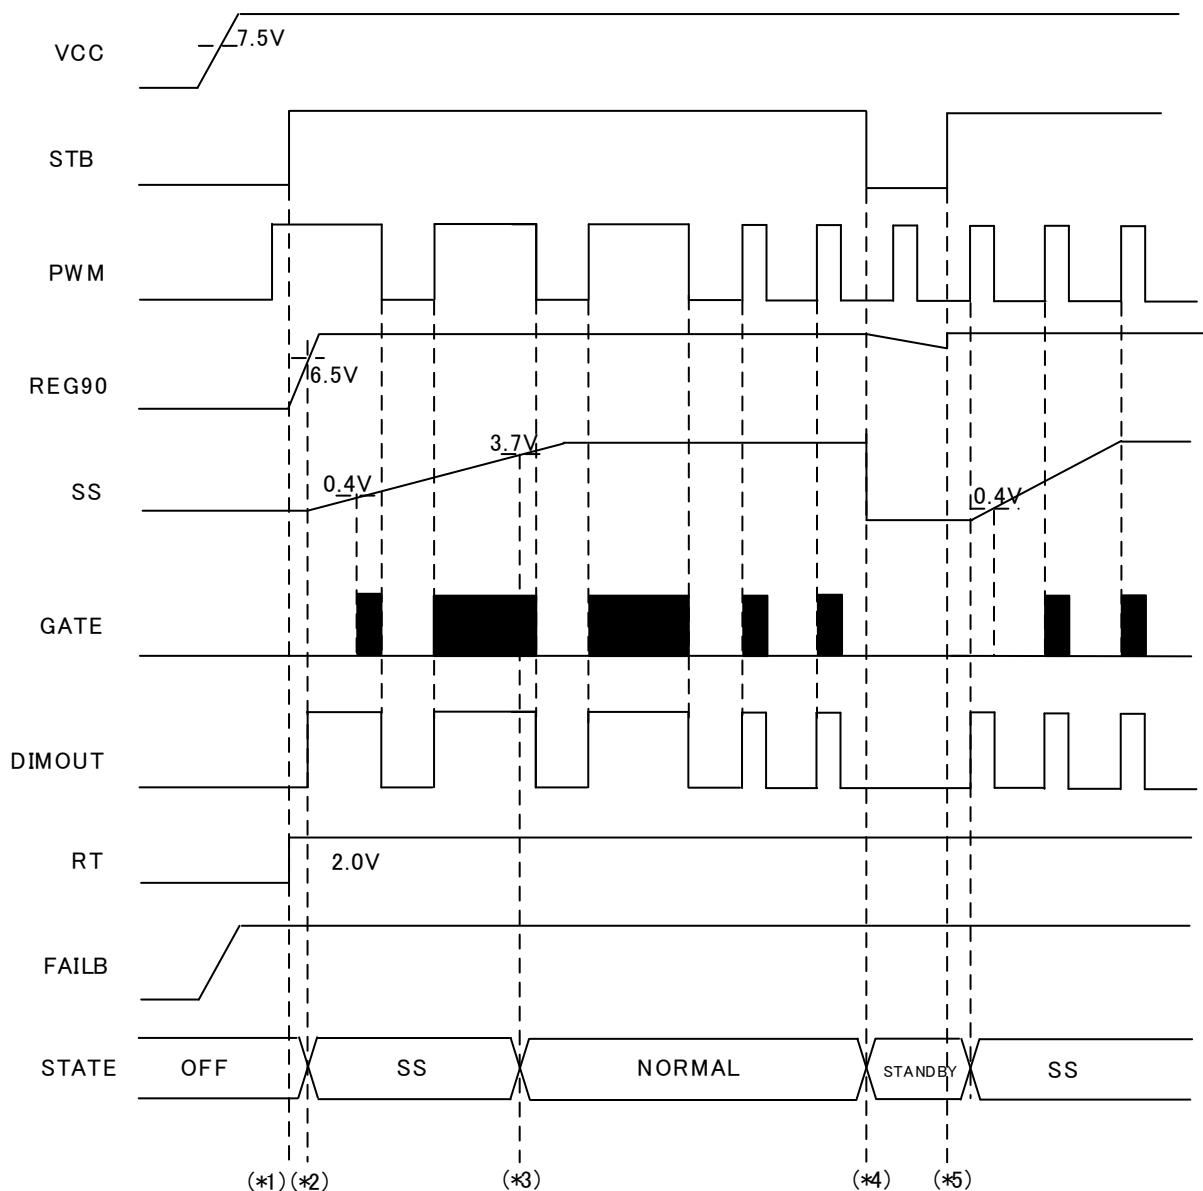 VCC
7.5V
STB
PWM
REG90
6.5V
SS
0.4V
3.7V
0.4V
GATE
DIMOUT
RT
2.0V
FAILB
STATE
OFF
SS
NORMAL
STANDBY
SS
(*1)
(*2)
(*3)
(*4)
(*5)